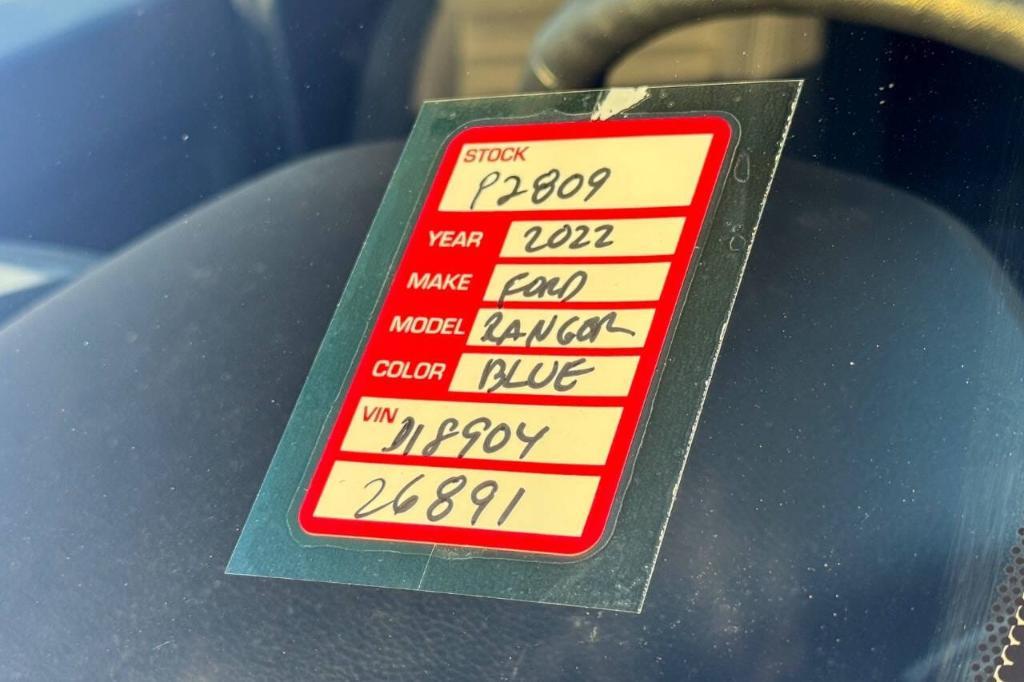 STOCK
P2809
YEAR 2022
MAKE FORD
MODEL RANGOR
COLOR BLUE
VIN D18904
26891